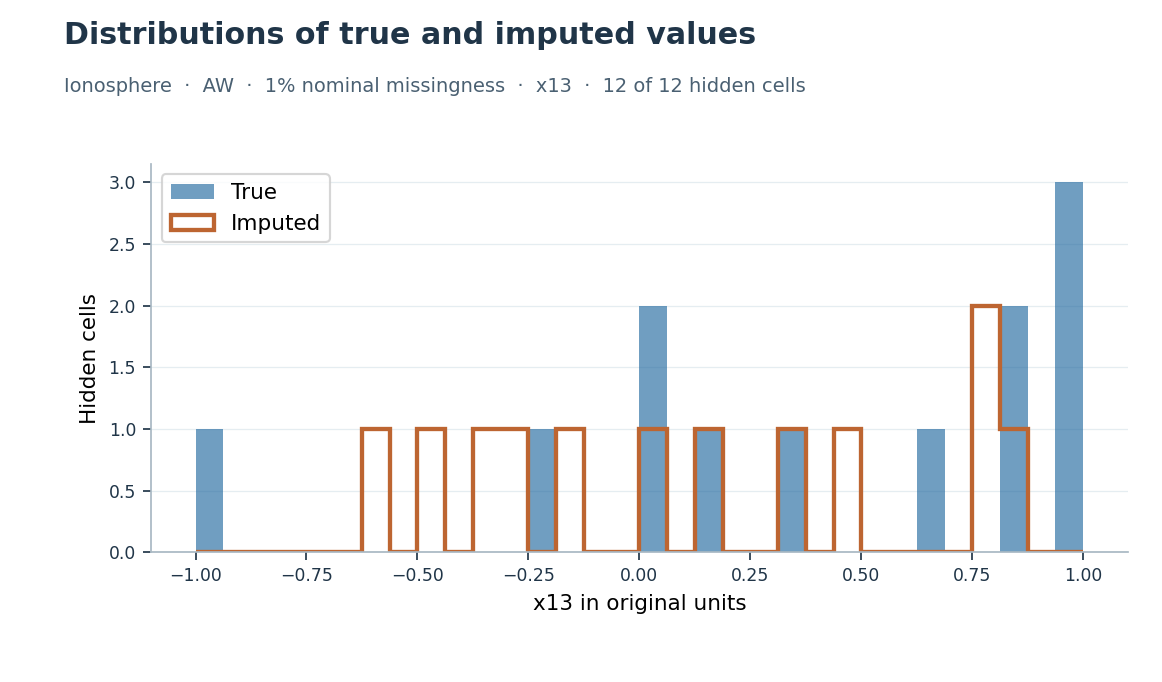 Distributions of true and imputed values
Ionosphere · AW · 1% nominal missingness · x13 · 12 of 12 hidden cells
True
Imputed
Hidden cells
3.0
2.5
2.0
1.5
1.0
0.5
0.0
−1.00 −0.75 −0.50 −0.25 0.00 0.25 0.50 0.75 1.00
x13 in original units